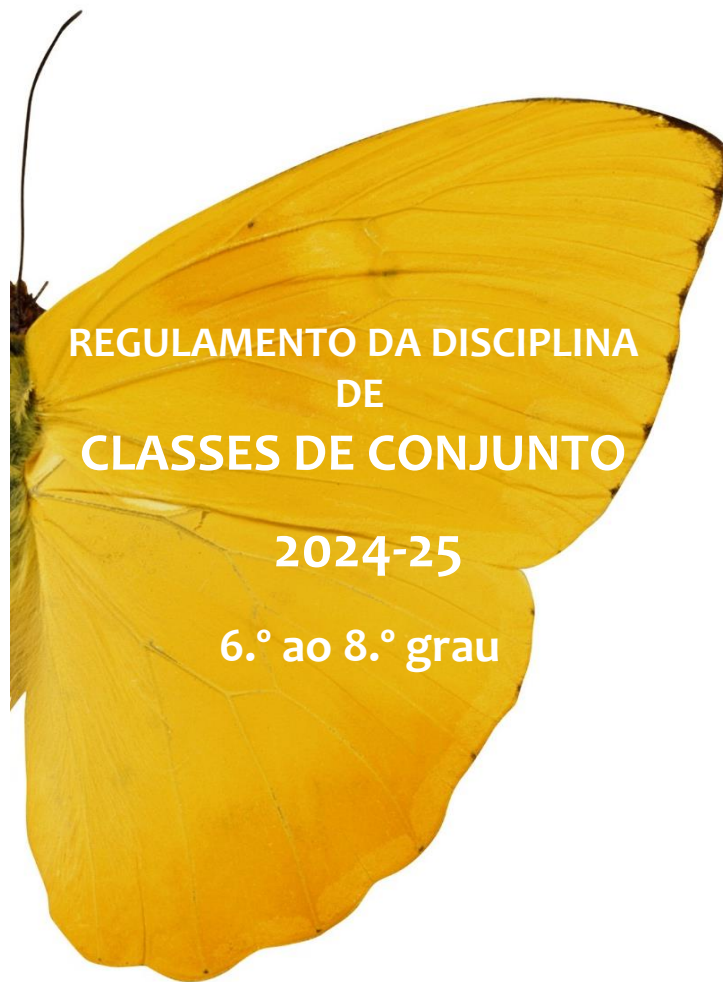 REGULAMENTO DA DISCIPLINA
DE
CLASSES DE CONJUNTO
2024-25
6.º ao 8.º grau